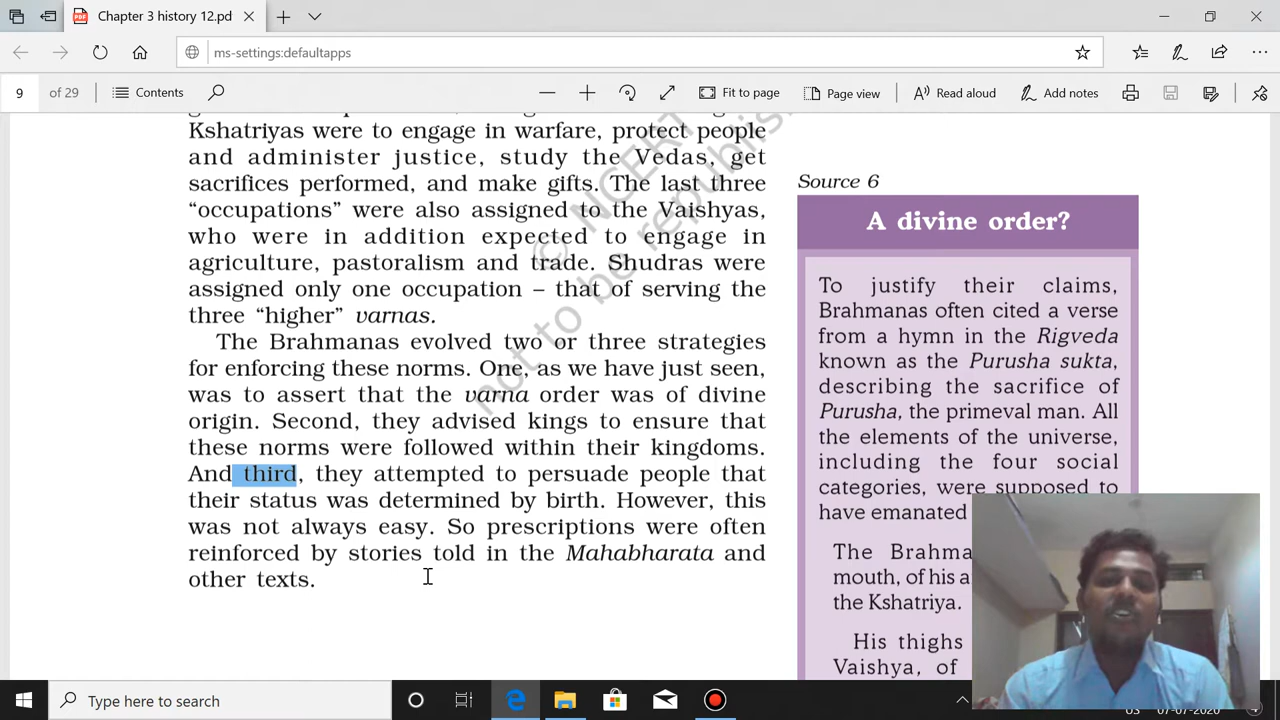 Chapter 3 history 12.pd
ms-settings:defaultapps
9 of 29 Contents Fit to page Page view Read aloud Add notes
Kshatriyas were to engage in warfare, protect people
and administer justice, study the Vedas, get
sacrifices performed, and make gifts. The last three
“occupations” were also assigned to the Vaishyas,
who were in addition expected to engage in
agriculture, pastoralism and trade. Shudras were
assigned only one occupation – that of serving the
three “higher” varnas.
The Brahmanas evolved two or three strategies
for enforcing these norms. One, as we have just seen,
was to assert that the varna order was of divine
origin. Second, they advised kings to ensure that
these norms were followed within their kingdoms.
And third, they attempted to persuade people that
their status was determined by birth. However, this
was not always easy. So prescriptions were often
reinforced by stories told in the Mahabharata and
other texts.
© NCERT
not to be republis
Source 6
A divine order?
To justify their claims,
Brahmanas often cited a verse
from a hymn in the Rigveda
known as the Purusha sukta,
describing the sacrifice of
Purusha, the primeval man. All
the elements of the universe,
including the four social
categories, were supposed to
have emanated
The Brahma
mouth, of his a
the Kshatriya.
His thighs
Vaishya, of
Type here to search
07-07-2020